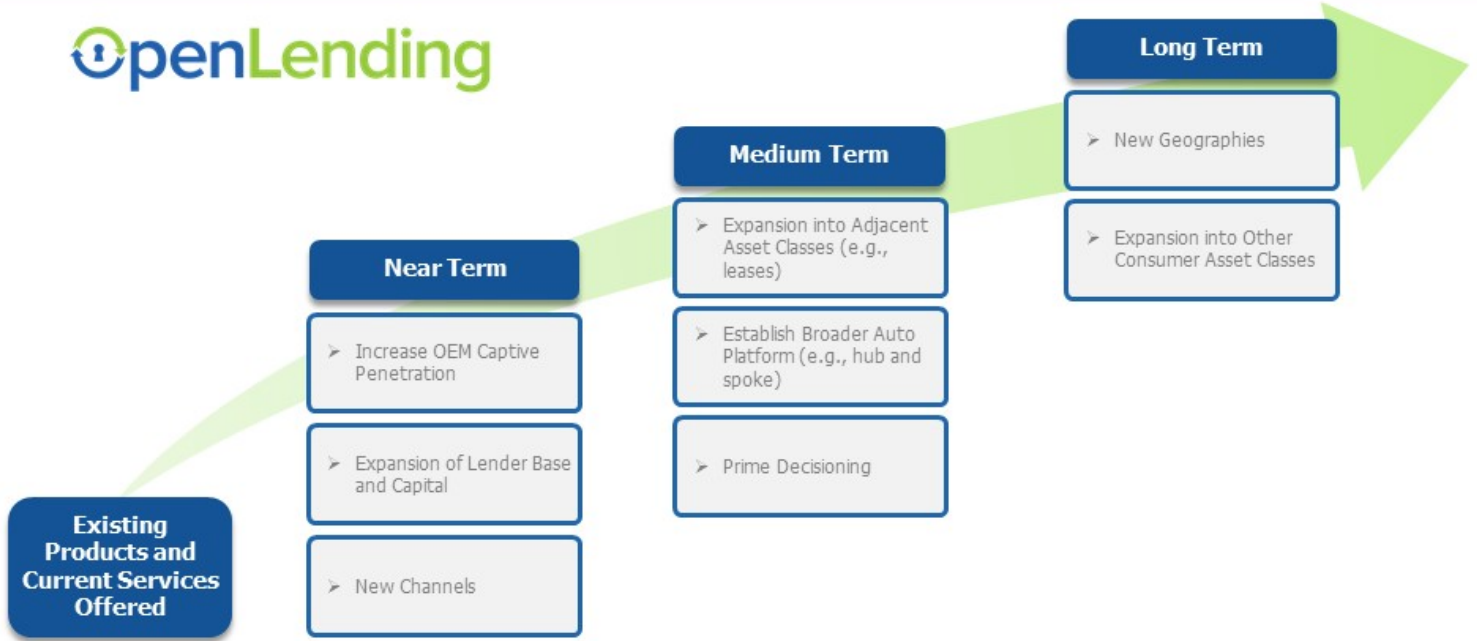 OpenLending
Existing
Products and
Current Services
Offered
Near Term
➢ Increase OEM Captive
Penetration
➢ Expansion of Lender Base
and Capital
➢ New Channels
Medium Term
➢ Expansion into Adjacent
Asset Classes (e.g.,
leases)
➢ Establish Broader Auto
Platform (e.g., hub and
spoke)
➢ Prime Decisioning
Long Term
➢ New Geographies
➢ Expansion into Other
Consumer Asset Classes